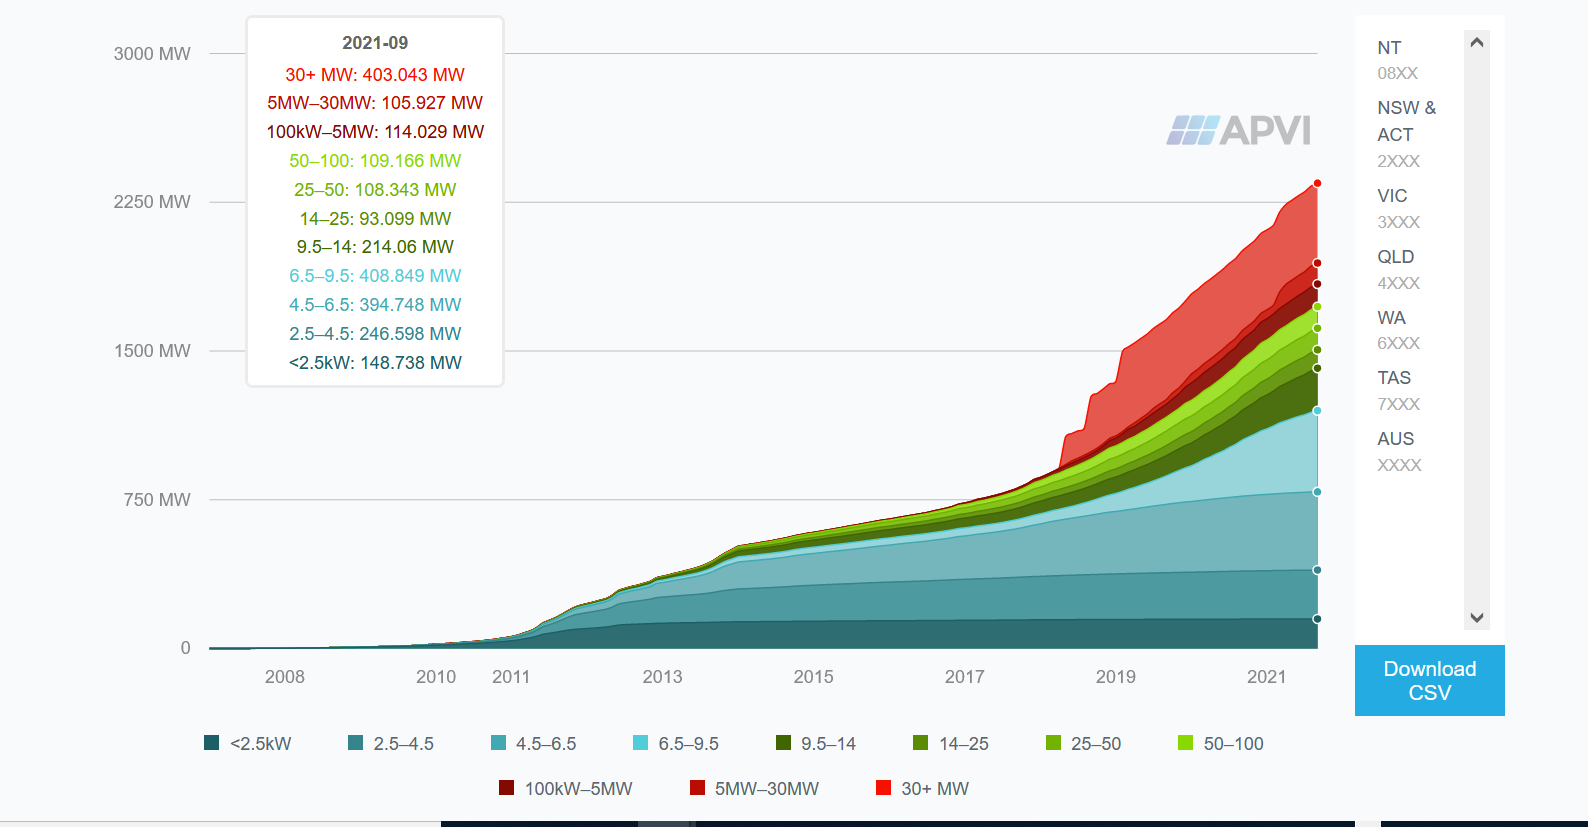 2021-09
30+ MW: 403.043 MW
5MW–30MW: 105.927 MW
100kW–5MW: 114.029 MW
50–100: 109.166 MW
25–50: 108.343 MW
14–25: 93.099 MW
9.5–14: 214.06 MW
6.5–9.5: 408.849 MW
4.5–6.5: 394.748 MW
2.5–4.5: 246.598 MW
<2.5kW: 148.738 MW
3000 MW
2250 MW
1500 MW
750 MW
0
2008 2010 2011 2013 2015 2017 2019 2021
APVI
<2.5kW 2.5–4.5 4.5–6.5 6.5–9.5 9.5–14 14–25 25–50 50–100
100kW–5MW 5MW–30MW 30+ MW
NT
08XX
NSW &
ACT
2XXX
VIC
3XXX
QLD
4XXX
WA
6XXX
TAS
7XXX
AUS
XXXX
Download
CSV